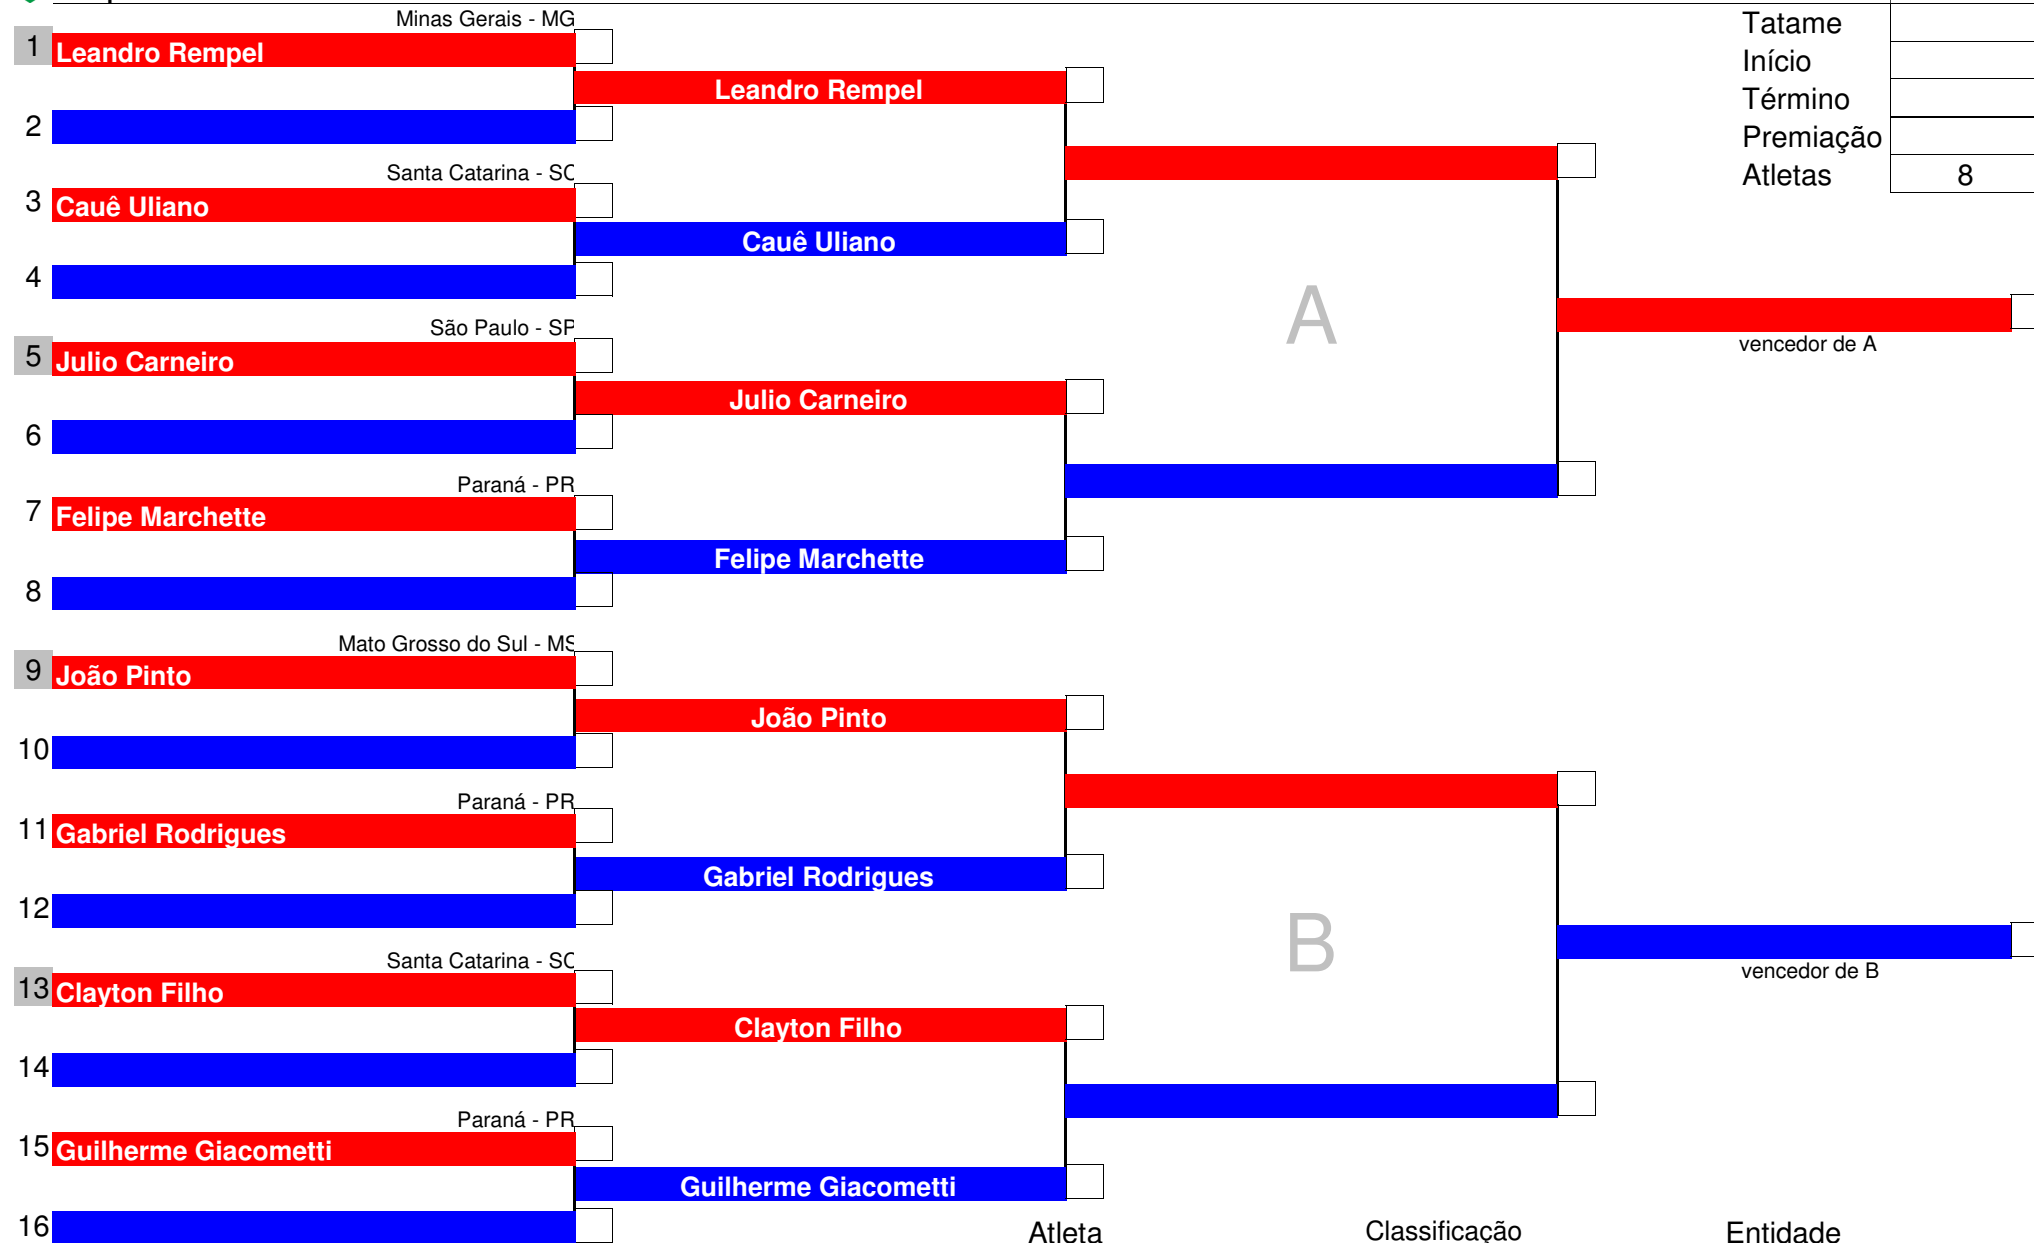 Minas Gerais - MG
Tatame
1 Leandro Rempel
Início
Leandro Rempel
Término
2
Premiação
Santa Catarina - SC
Atletas 8
3 Cauê Uliano
Cauê Uliano
4
A
São Paulo - SP
vencedor de A
5 Julio Carneiro
Julio Carneiro
6
Paraná - PR
7 Felipe Marchette
Felipe Marchette
8
Mato Grosso do Sul - MS
9 João Pinto
João Pinto
10
Paraná - PR
11 Gabriel Rodrigues
Gabriel Rodrigues
12
B
Santa Catarina - SC
vencedor de B
13 Clayton Filho
Clayton Filho
14
Paraná - PR
15 Guilherme Giacometti
Guilherme Giacometti
16
Atleta Classificação Entidade